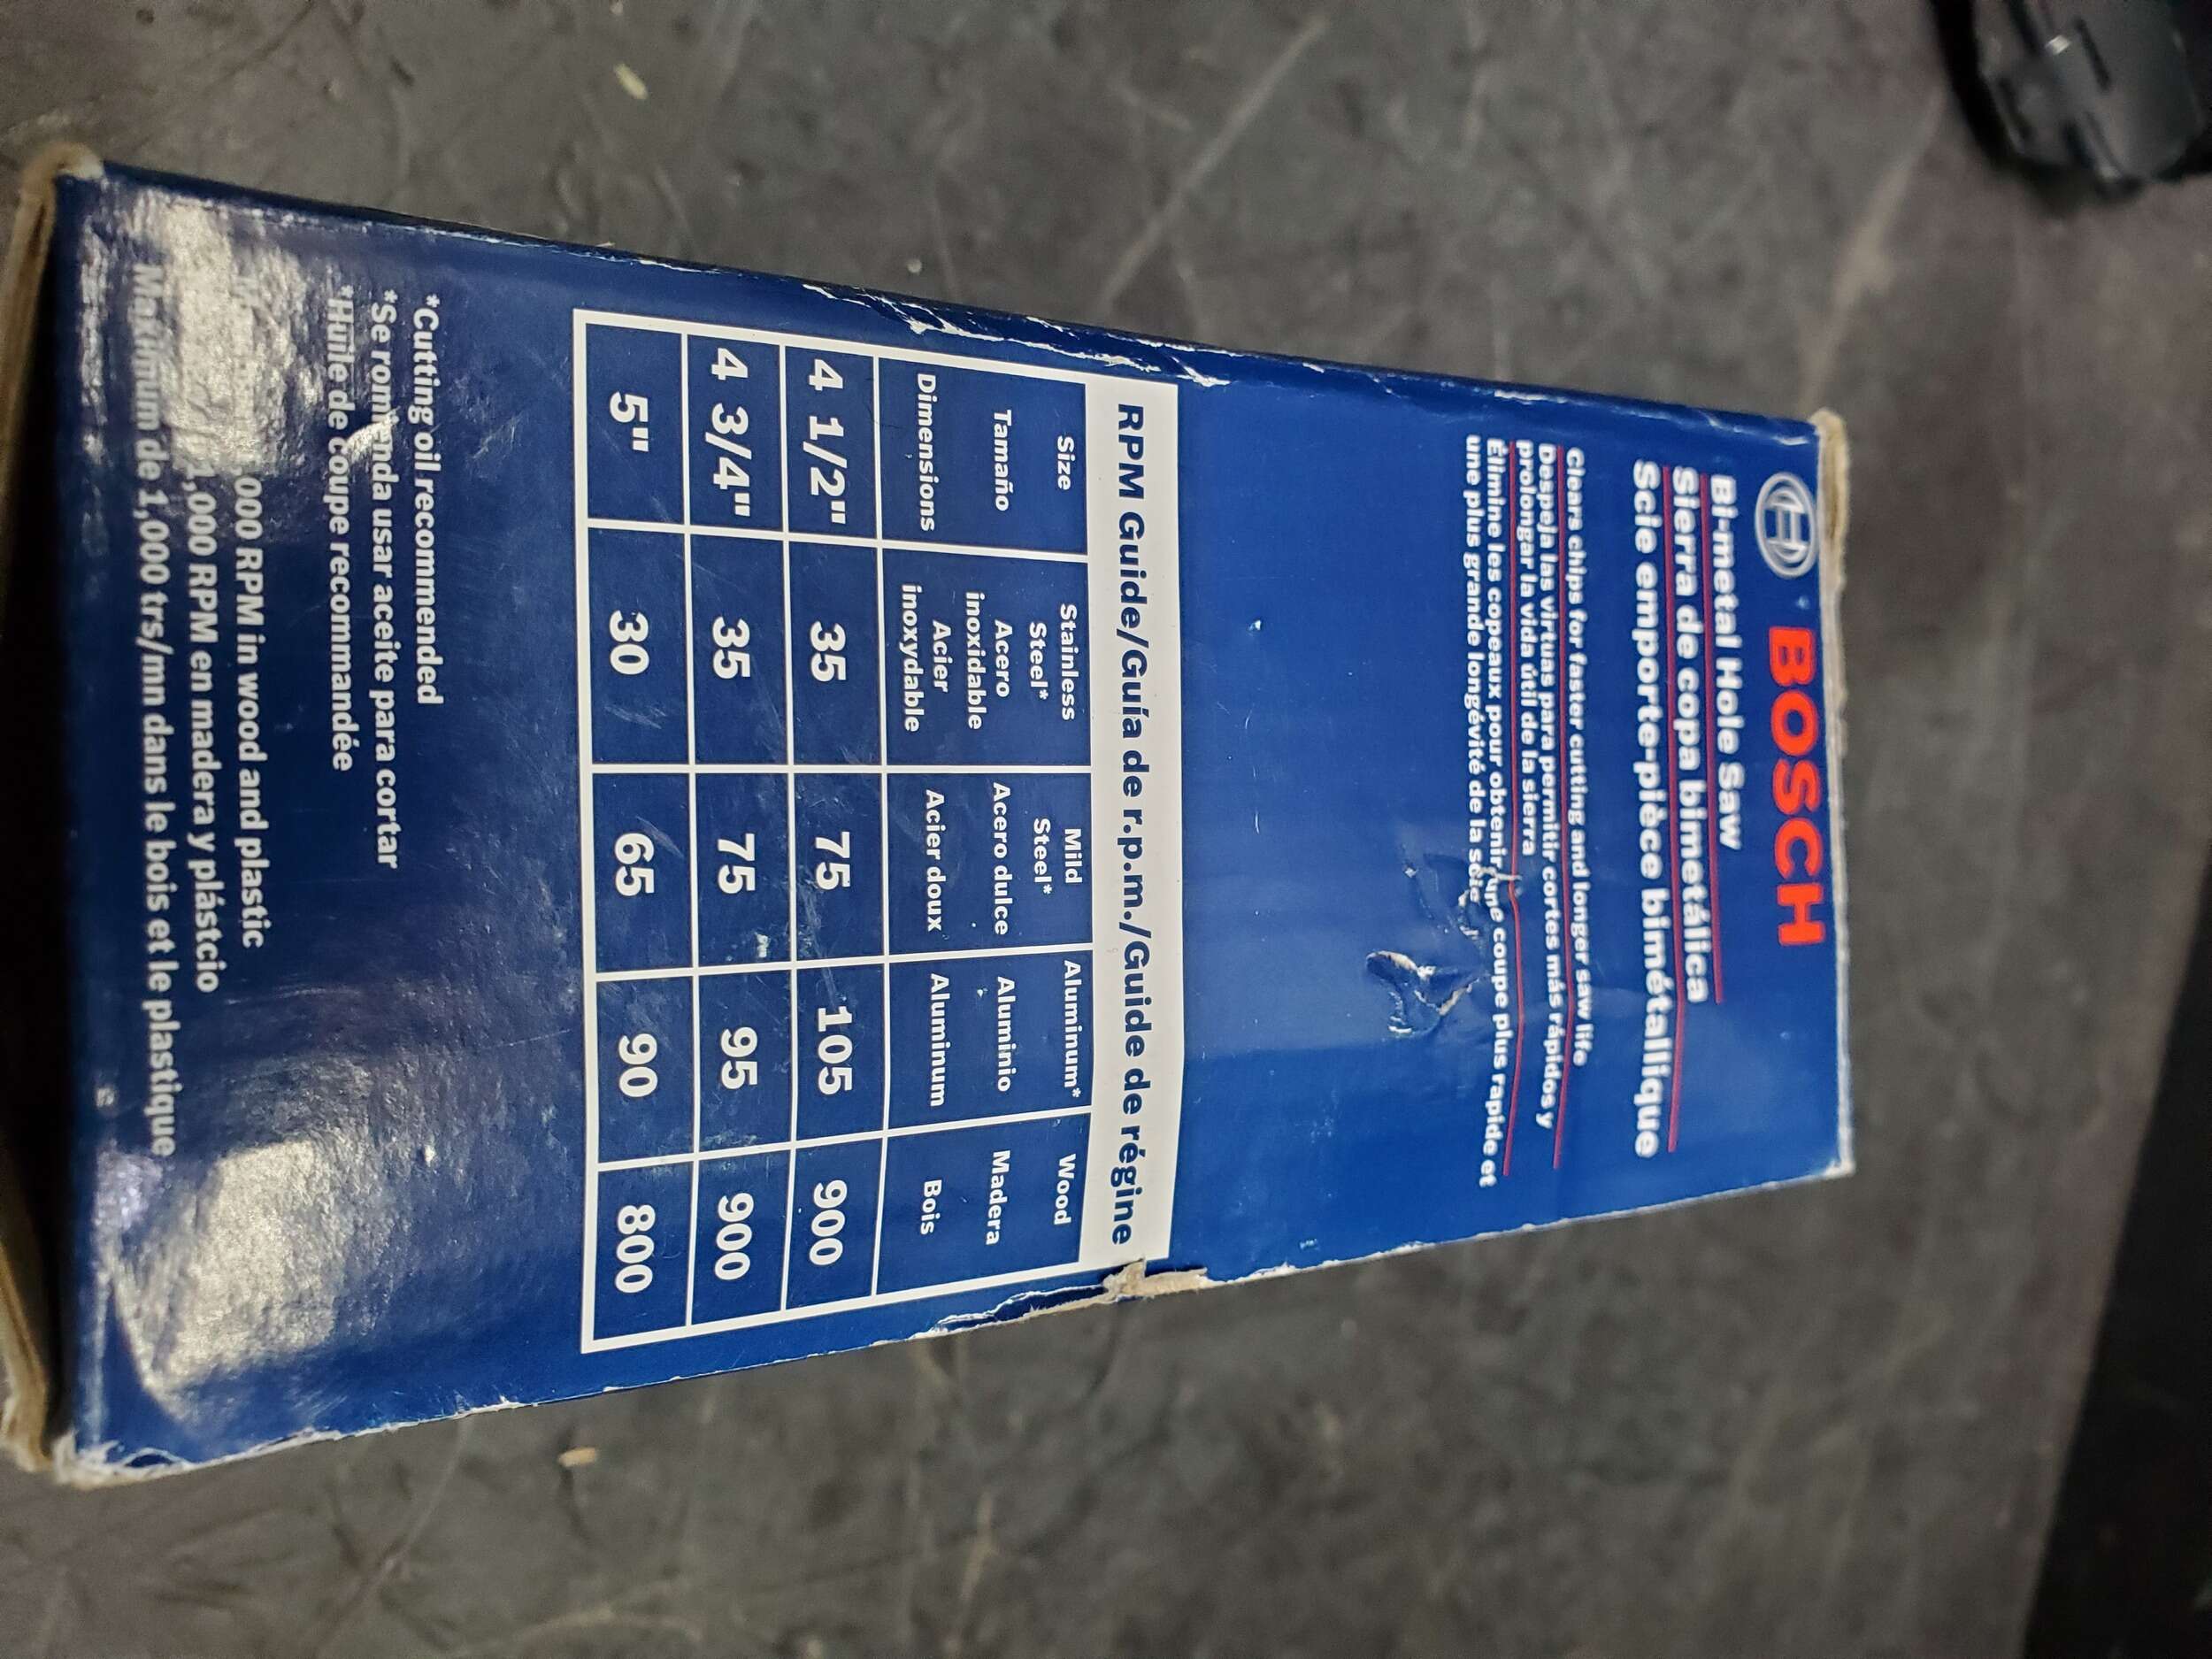 BOSCH
Bi-metal Hole Saw
Sierra de copa bimetálica
Scie emporte-pièce bimétallique
Clears chips for faster cutting and longer saw life
Despeja las virtuas para permitir cortes más rápidos y
prolongar la vida útil de la sierra
Élimine les copeaux pour obtenir une coupe plus rapide et
une plus grande longévité de la scie
RPM Guide/Guía de r.p.m./Guide de régine
Size Stainless Steel* Mild Steel* Aluminum* Wood
Tamaño Acero inoxidable Acero dulce Aluminio Madera
Dimensions Acier inoxydable Acier doux Aluminum Bois
4 1/2" 35 75 105 900
4 3/4" 35 75 95 900
5" 30 65 90 800
*Cutting oil recommended
*Se romienda usar aceite para cortar
*Huile de coupe recommandée
000 RPM in wood and plastic
1,000 RPM en madera y plástcio
Maximum de 1,000 trs/mn dans le bois et le plastique